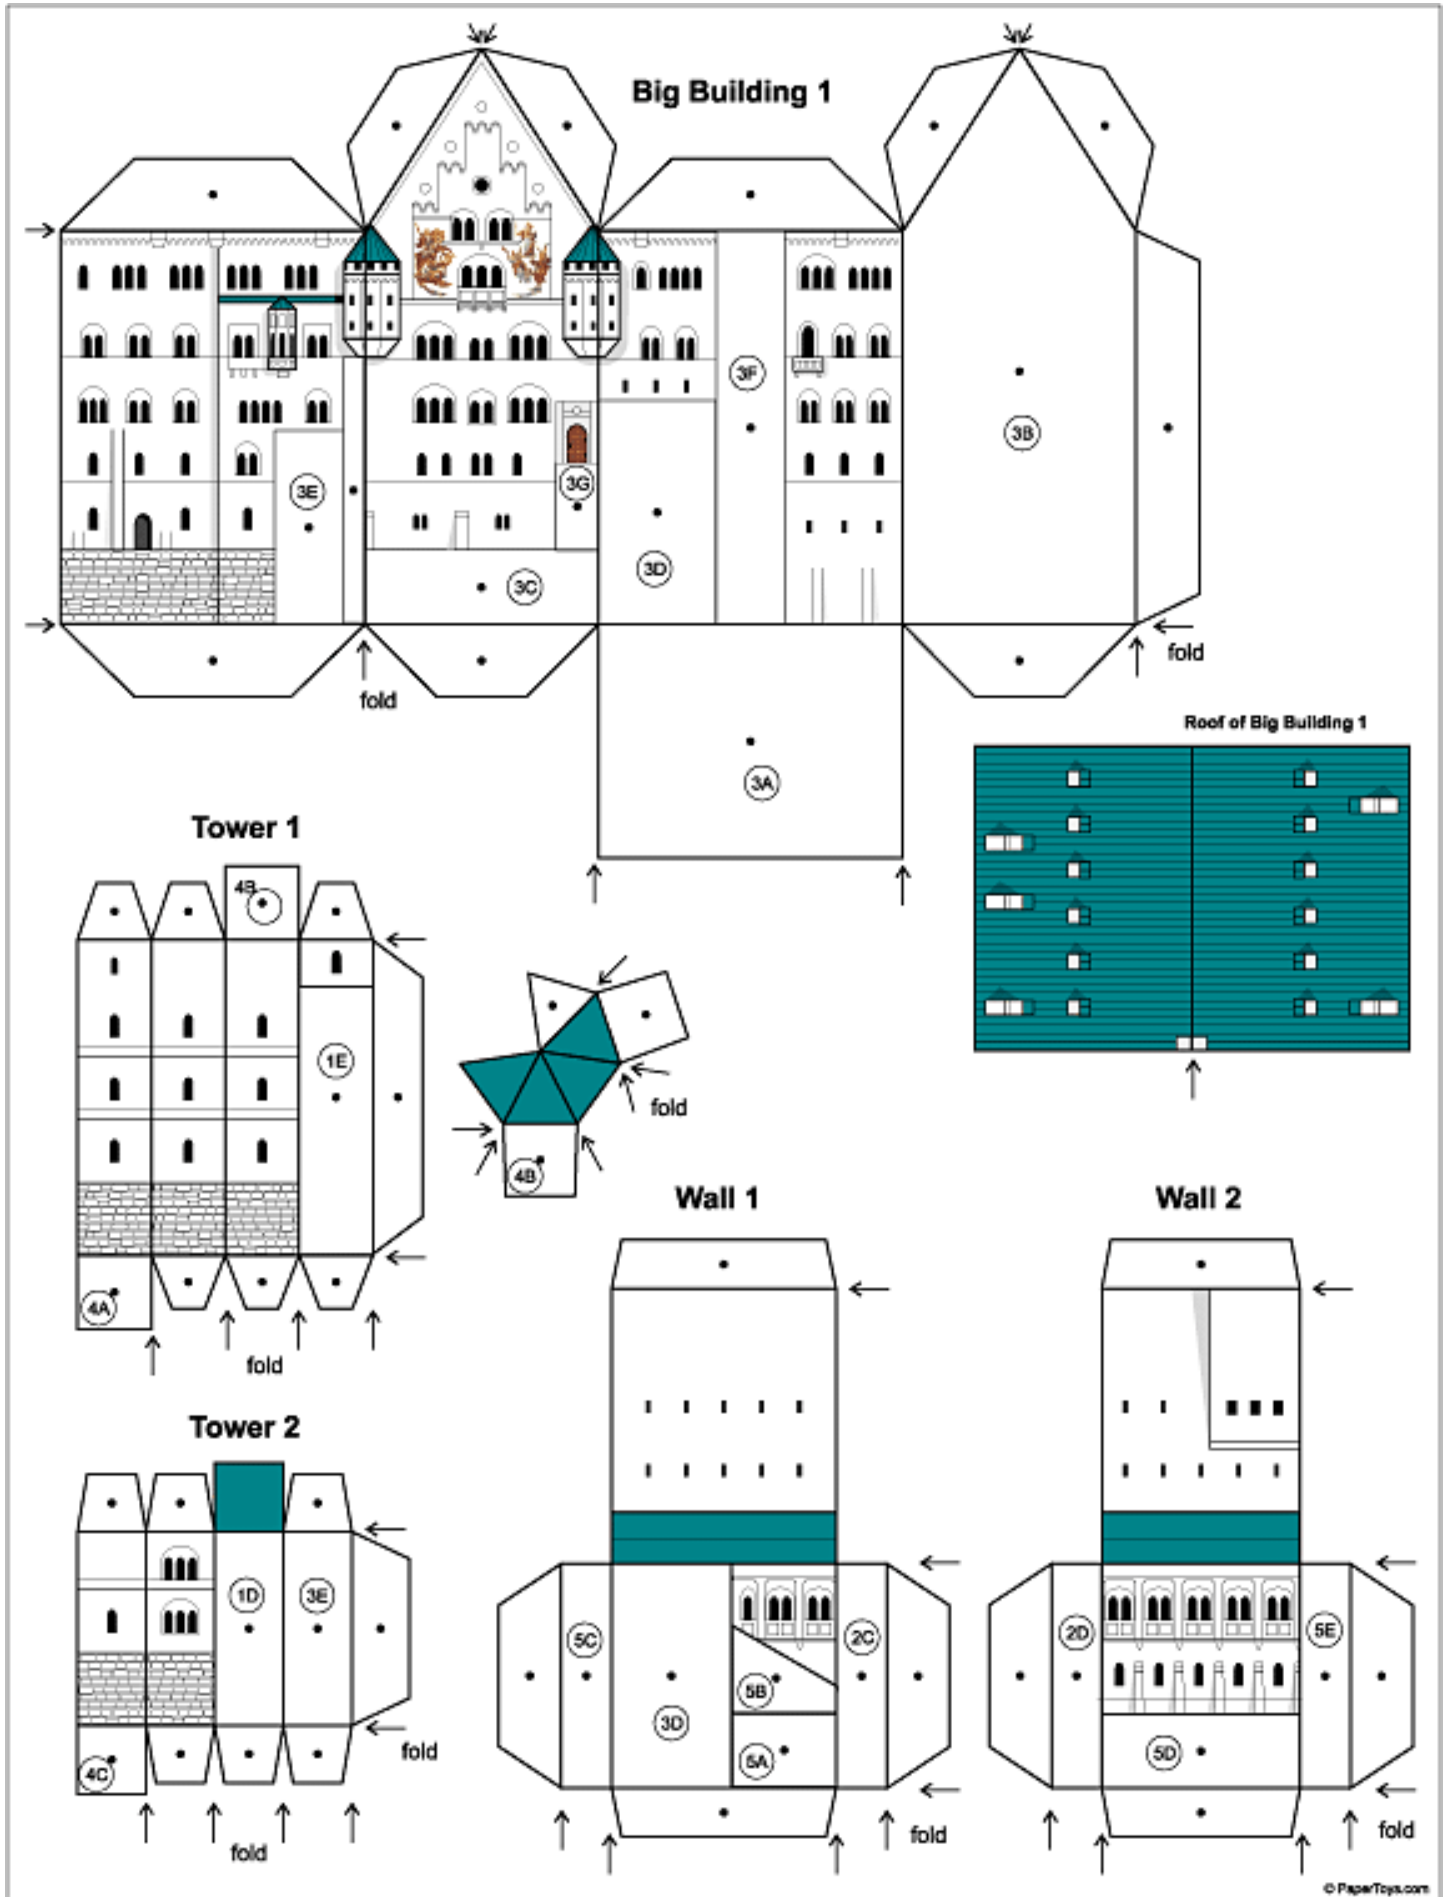 Big Building 1
3F
3B
3E
3G
3D
3C
fold
fold
3A
Roof of Big Building 1
Tower 1
4B
1E
fold
4B
4A
fold
Wall 1
Wall 2
Tower 2
1D
3E
4C
fold
fold
5C
2C
5B
3D
5A
fold
2D
5E
5D
fold
© PaperToys.com